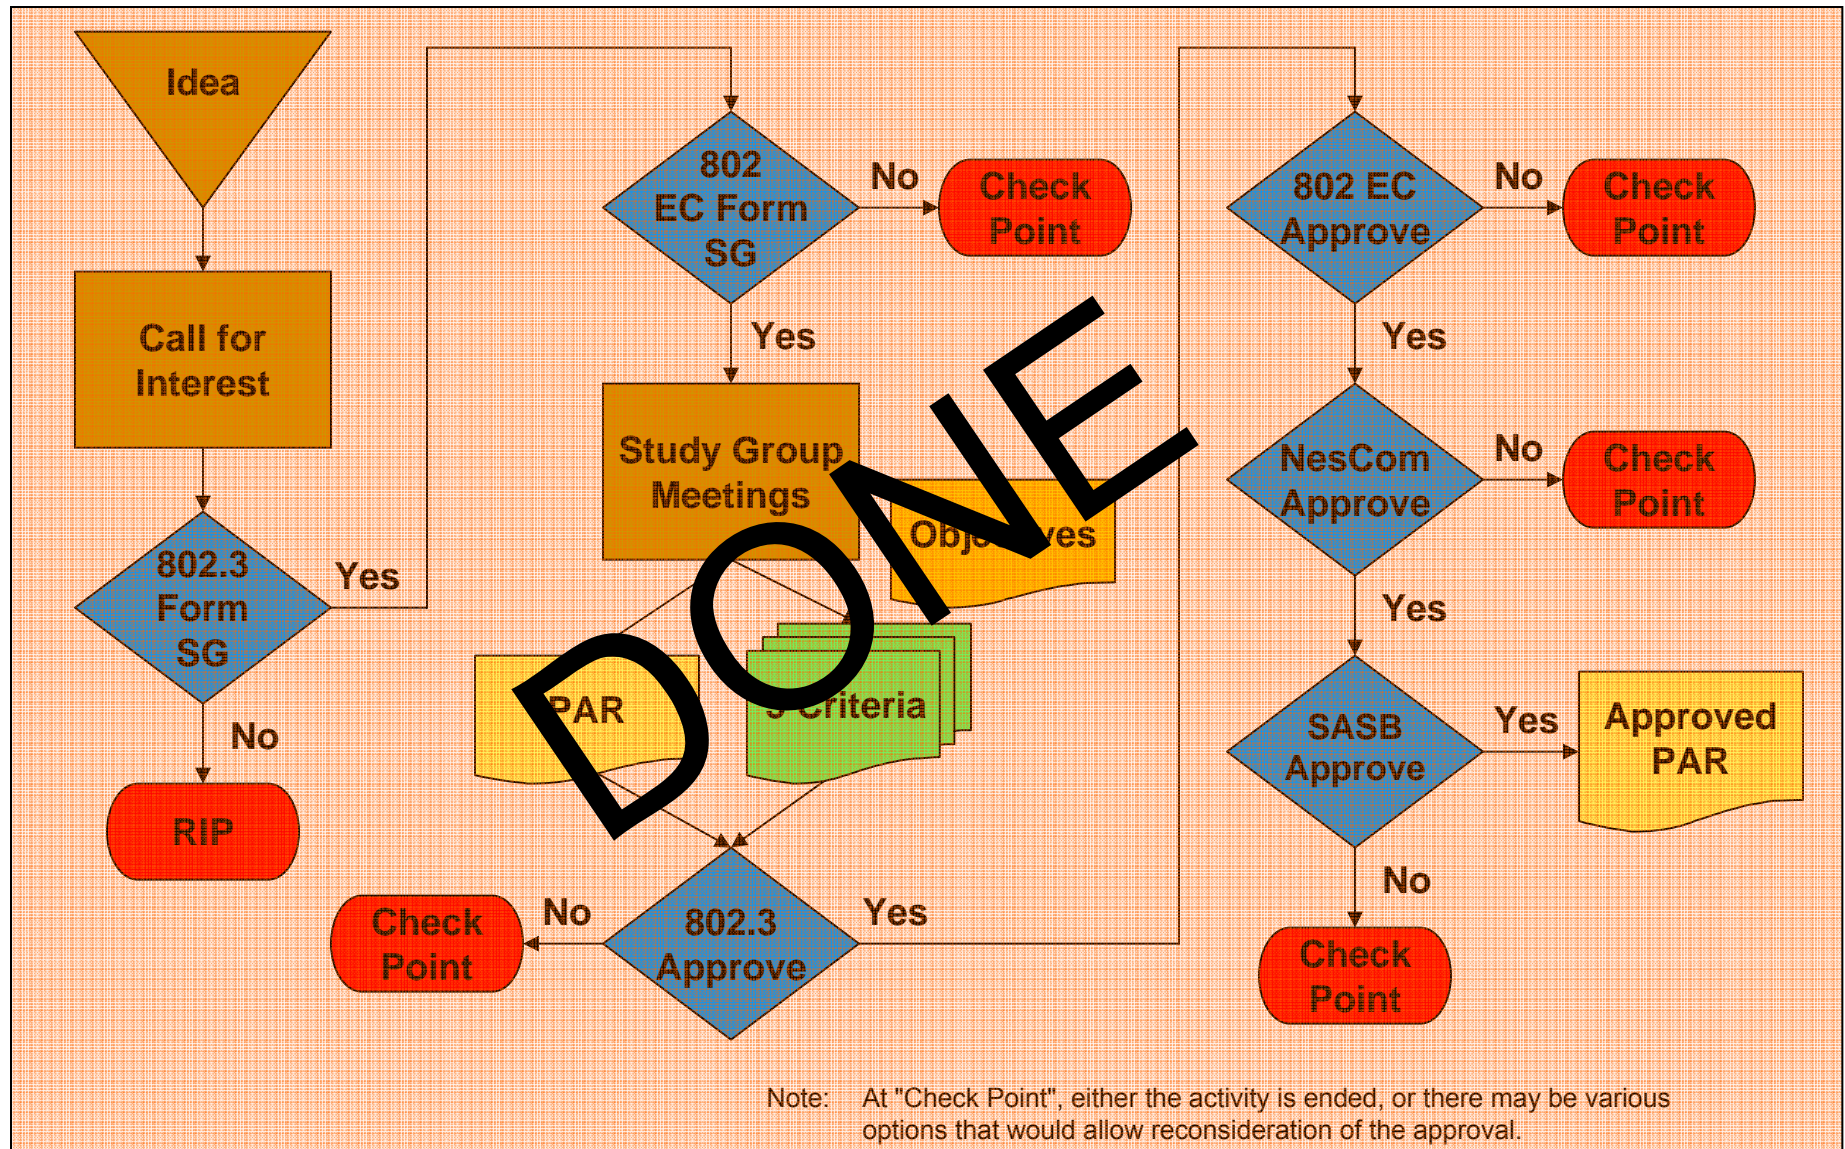 Idea
Call for
Interest
802.3
Form
SG
Yes
No
RIP
802
EC Form
SG
No
Check
Point
Yes
Study Group
Meetings
Objectives
PAR
5 Criteria
802.3
Approve
No
Check
Point
Yes
802 EC
Approve
No
Check
Point
Yes
NesCom
Approve
No
Check
Point
Yes
SASB
Approve
Yes
Approved
PAR
No
Check
Point
DONE
Note: At "Check Point", either the activity is ended, or there may be various
options that would allow reconsideration of the approval.